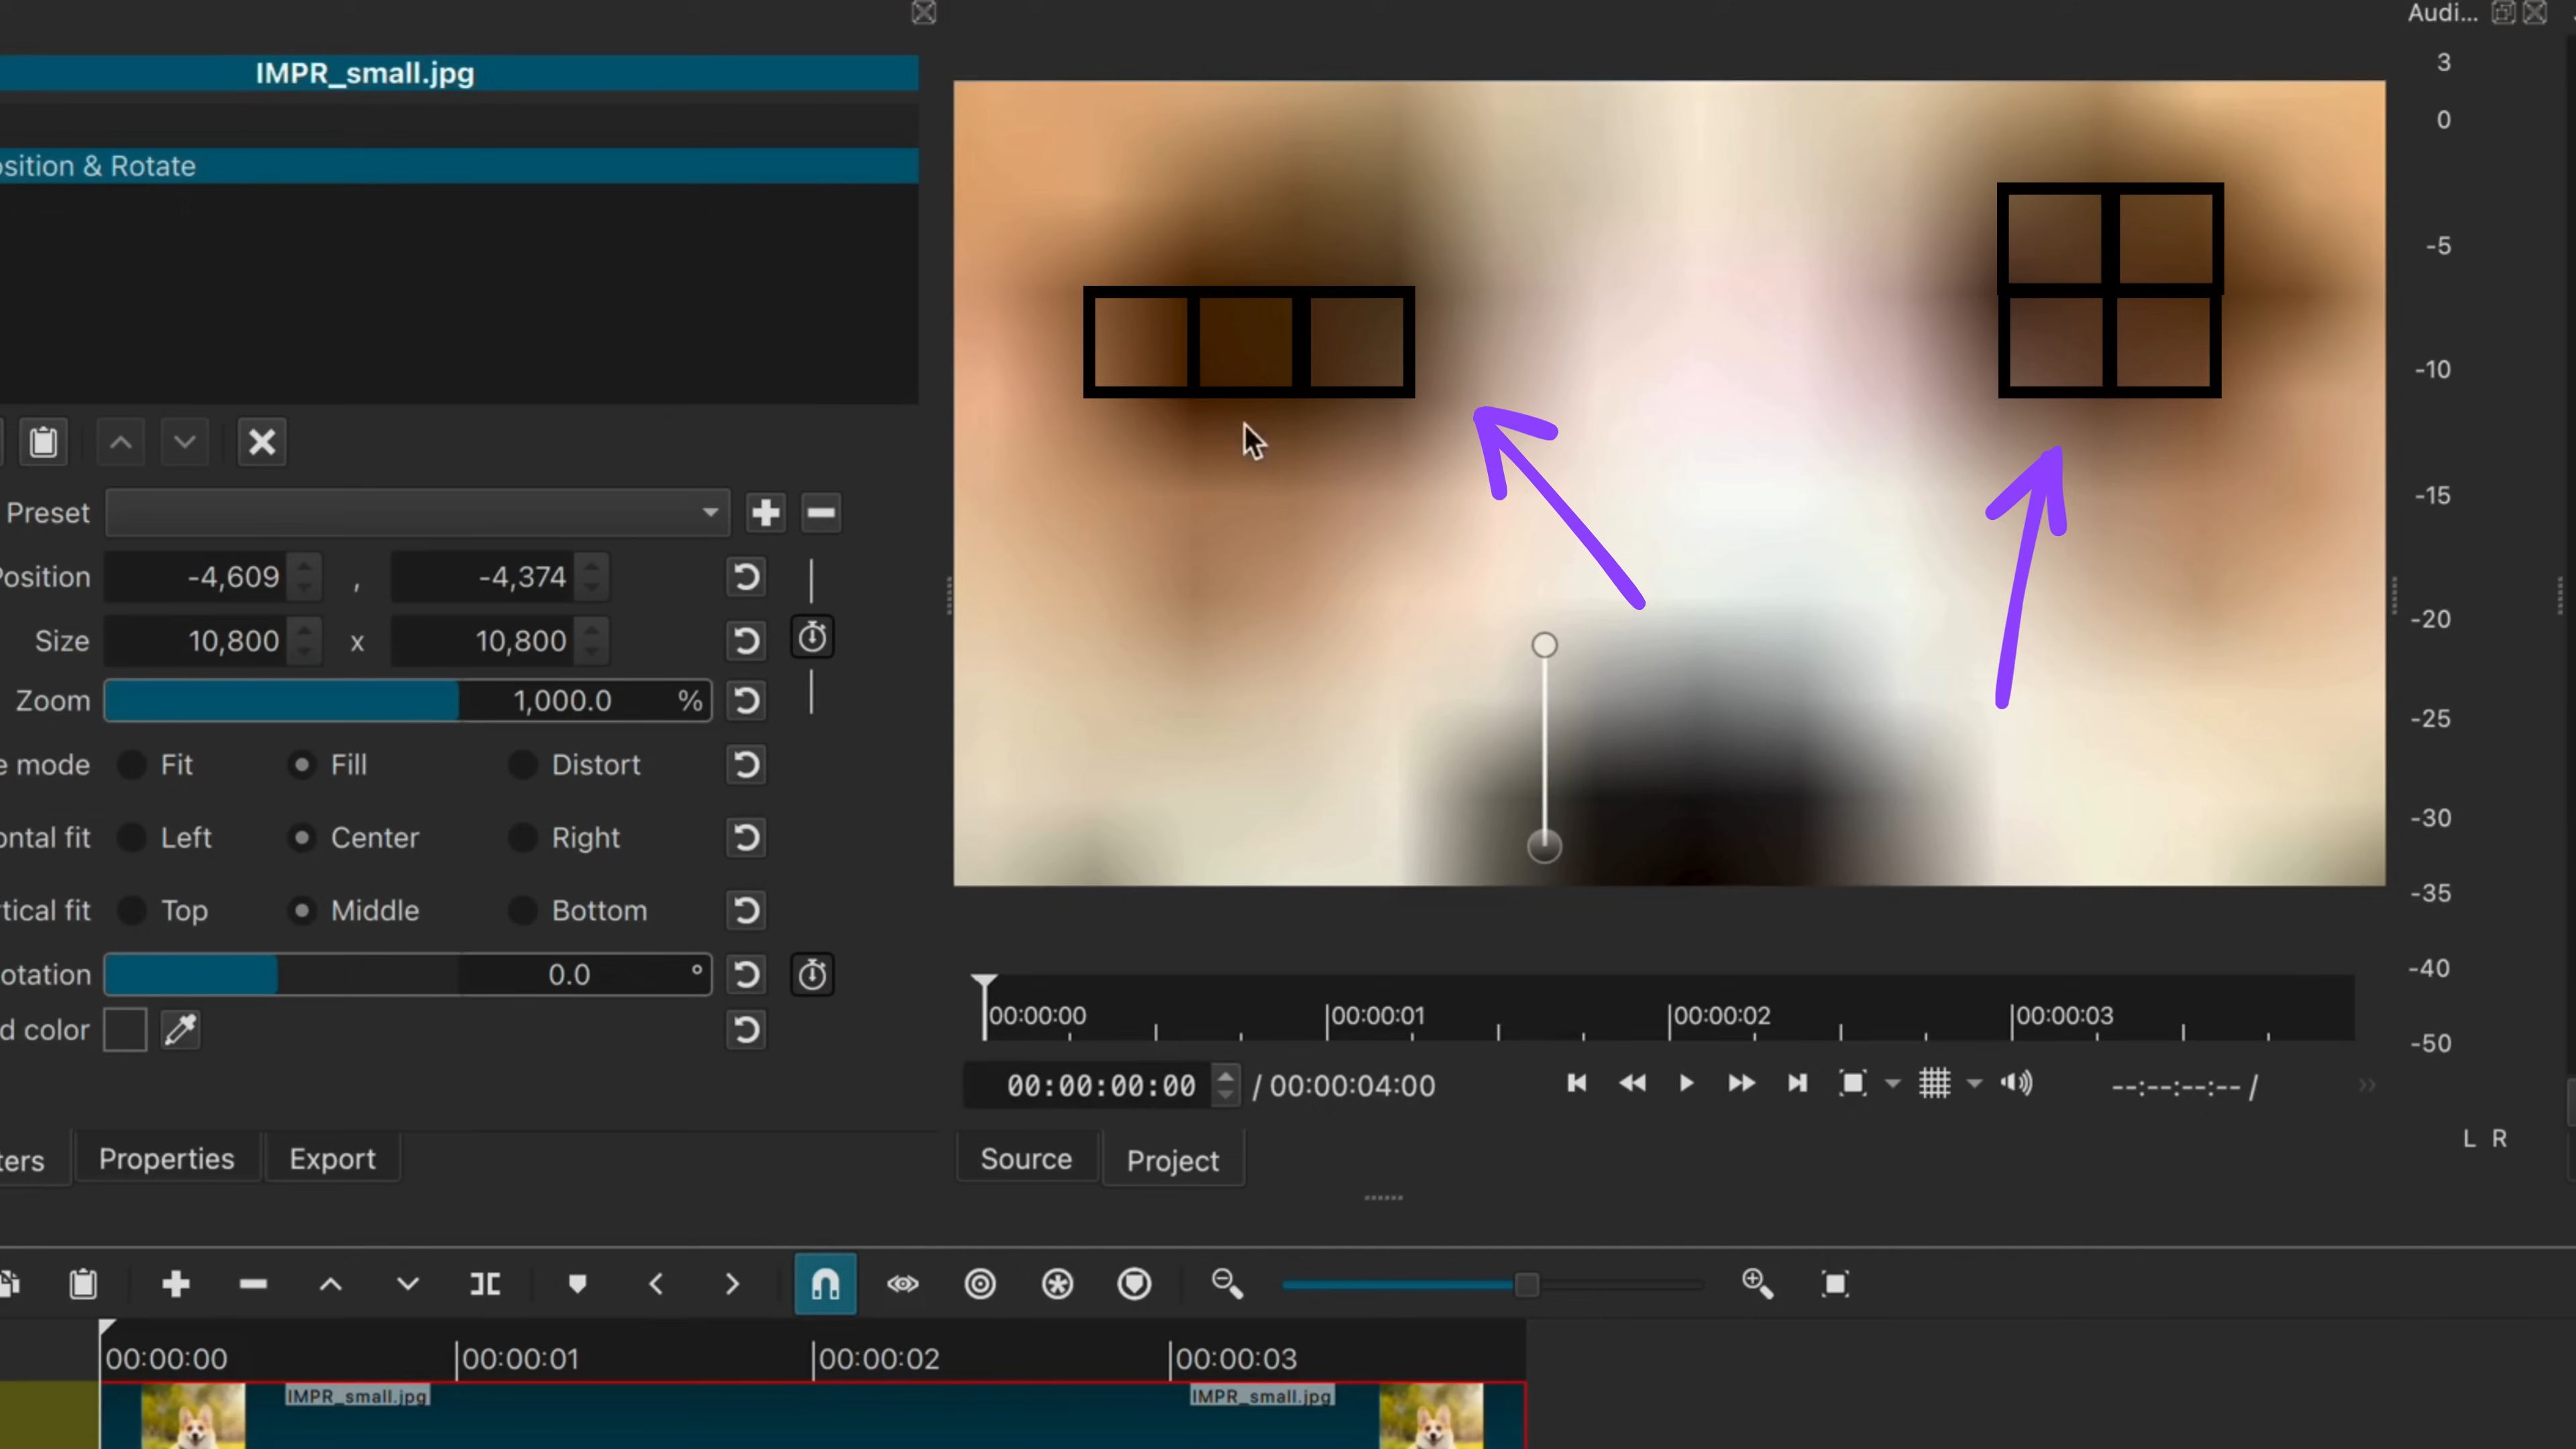 Audi...
IMPR_small.jpg
osition & Rotate
Preset
Position -4,609 , -4,374
Size 10,800 x 10,800
Zoom 1,000.0 %
e mode Fit Fill Distort
ontal fit Left Center Right
rtical fit Top Middle Bottom
otation 0.0 °
d color
3
0
-5
-10
-15
-20
-25
-30
-35
-40
-50
L R
00:00:00 00:00:01 00:00:02 00:00:03
00:00:00:00 / 00:00:04:00 --:--:--:-- /
ters Properties Export
Source Project
00:00:00 00:00:01 00:00:02 00:00:03
IMPR_small.jpg IMPR_small.jpg